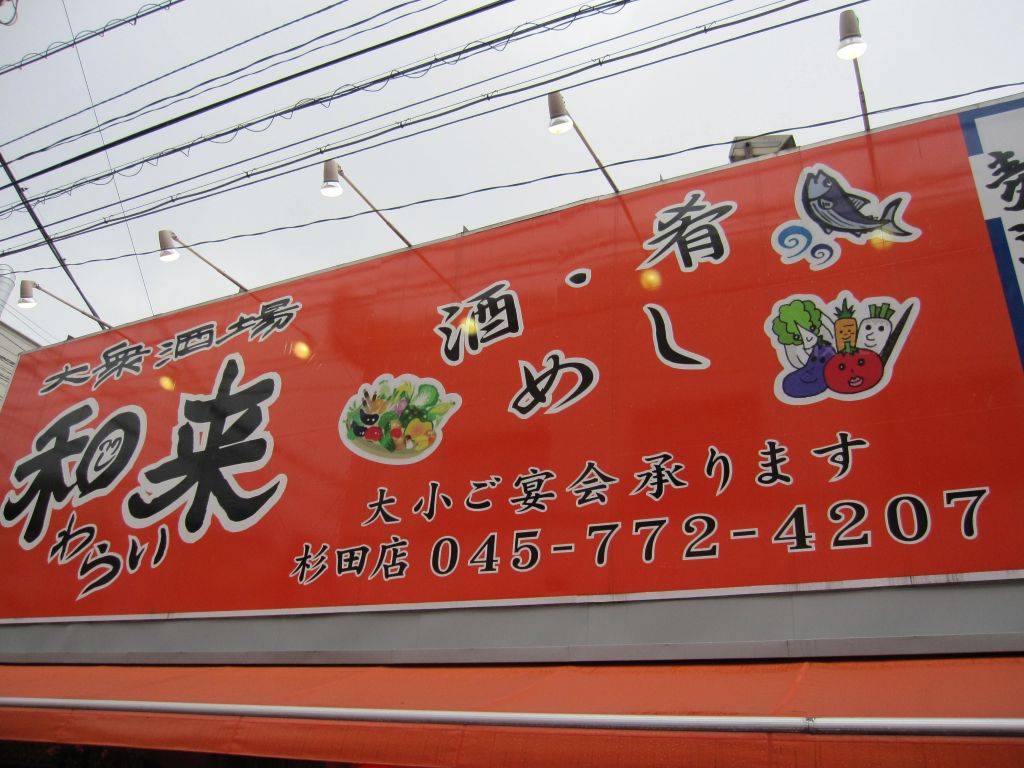 大衆酒場
和来
わらい
酒・肴
めし
大小ご宴会承ります
杉田店 045-772-4207